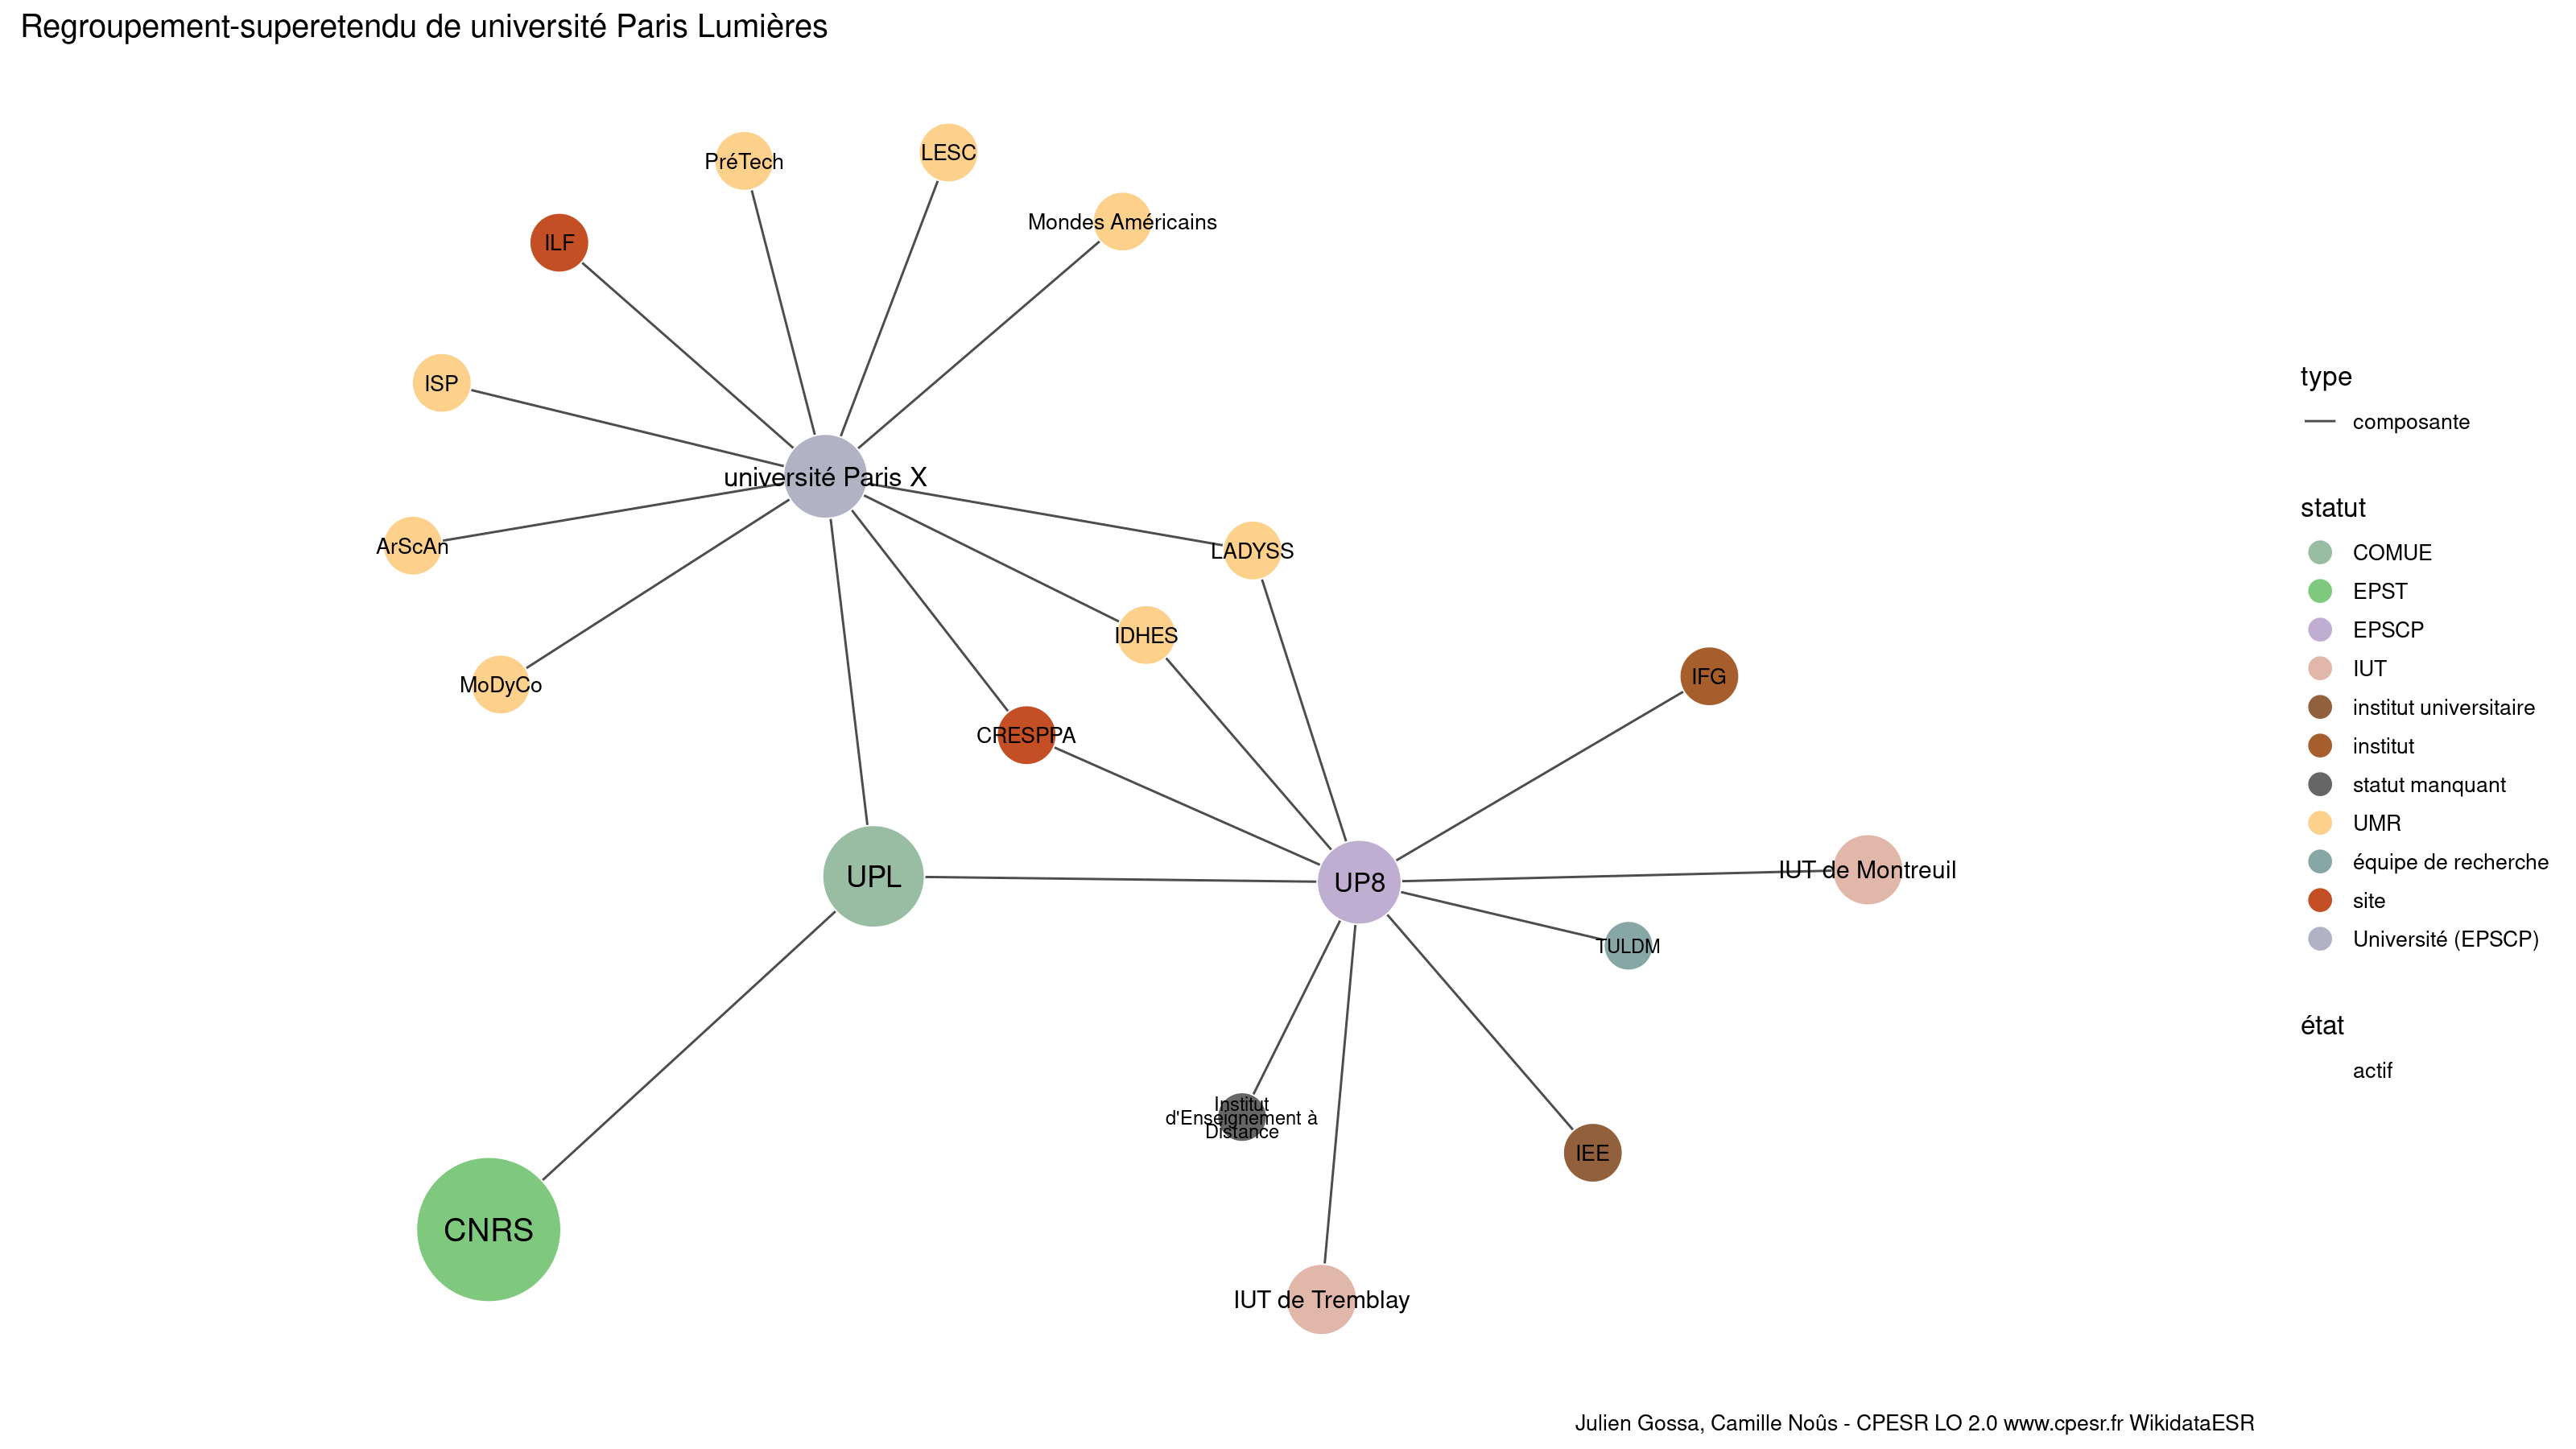 Regroupement-superetendu de université Paris Lumières
LESC
PréTech
Mondes Américains
ILF
ISP
université Paris X
ArScAn
LADYSS
IDHES
MoDyCo
IFG
CRESPPA
UPL
UP8
IUT de Montreuil
TULDM
Institut
d'Enseignement à
Distance
IEE
CNRS
IUT de Tremblay
type
composante
statut
COMUE
EPST
EPSCP
IUT
institut universitaire
institut
statut manquant
UMR
équipe de recherche
site
Université (EPSCP)
état
actif
Julien Gossa, Camille Noûs - CPESR LO 2.0 www.cpesr.fr WikidataESR